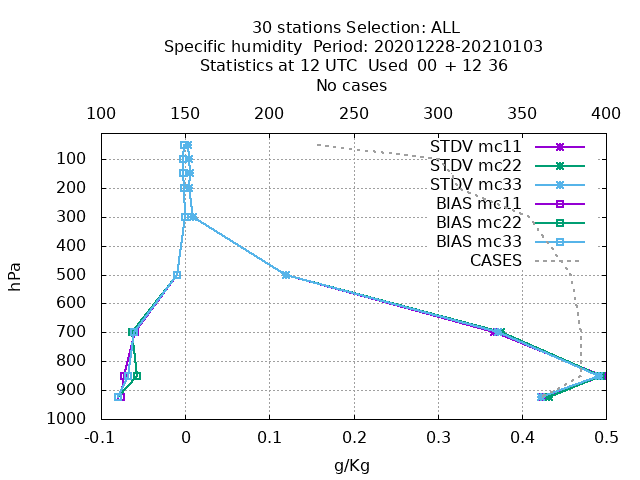 30 stations Selection: ALL
Specific humidity  Period: 20201228-20210103
Statistics at 12 UTC  Used  00 + 12 36
No cases
100 150 200 250 300 350 400
STDV mc11
STDV mc22
STDV mc33
BIAS mc11
BIAS mc22
BIAS mc33
CASES
hPa
100
200
300
400
500
600
700
800
900
1000
-0.1 0 0.1 0.2 0.3 0.4 0.5
g/Kg